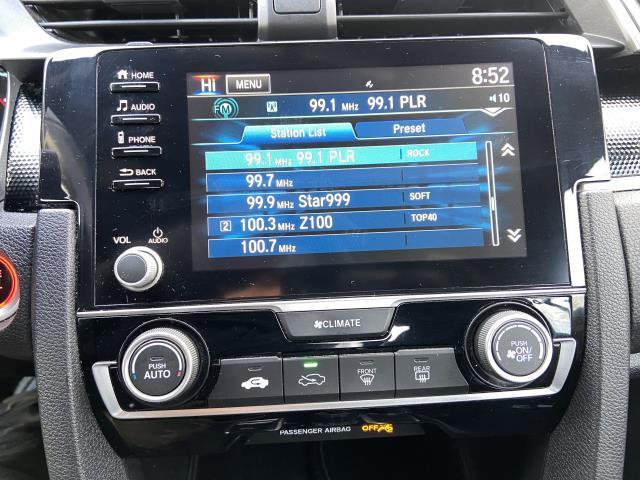 HOME
AUDIO
PHONE
BACK
VOL AUDIO
Hi MENU 8:52
FM 99.1 MHz 99.1 PLR 10
Station List Preset
99.1 MHz 99.1 PLR ROCK
99.7 MHz
99.9 MHz Star999 SOFT
2 100.3 MHz Z100 TOP40
100.7 MHz
CLIMATE
PUSH AUTO
FRONT
REAR
PUSH ON/OFF
PASSENGER AIRBAG OFF